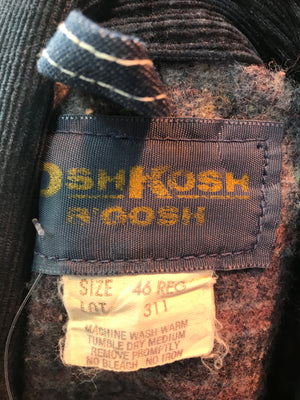 OSHKOSH
B'GOSH
SIZE 46 REG
LOT 311
MACHINE WASH WARM
TUMBLE DRY MEDIUM
REMOVE PROMPTLY
NO BLEACH NO IRON